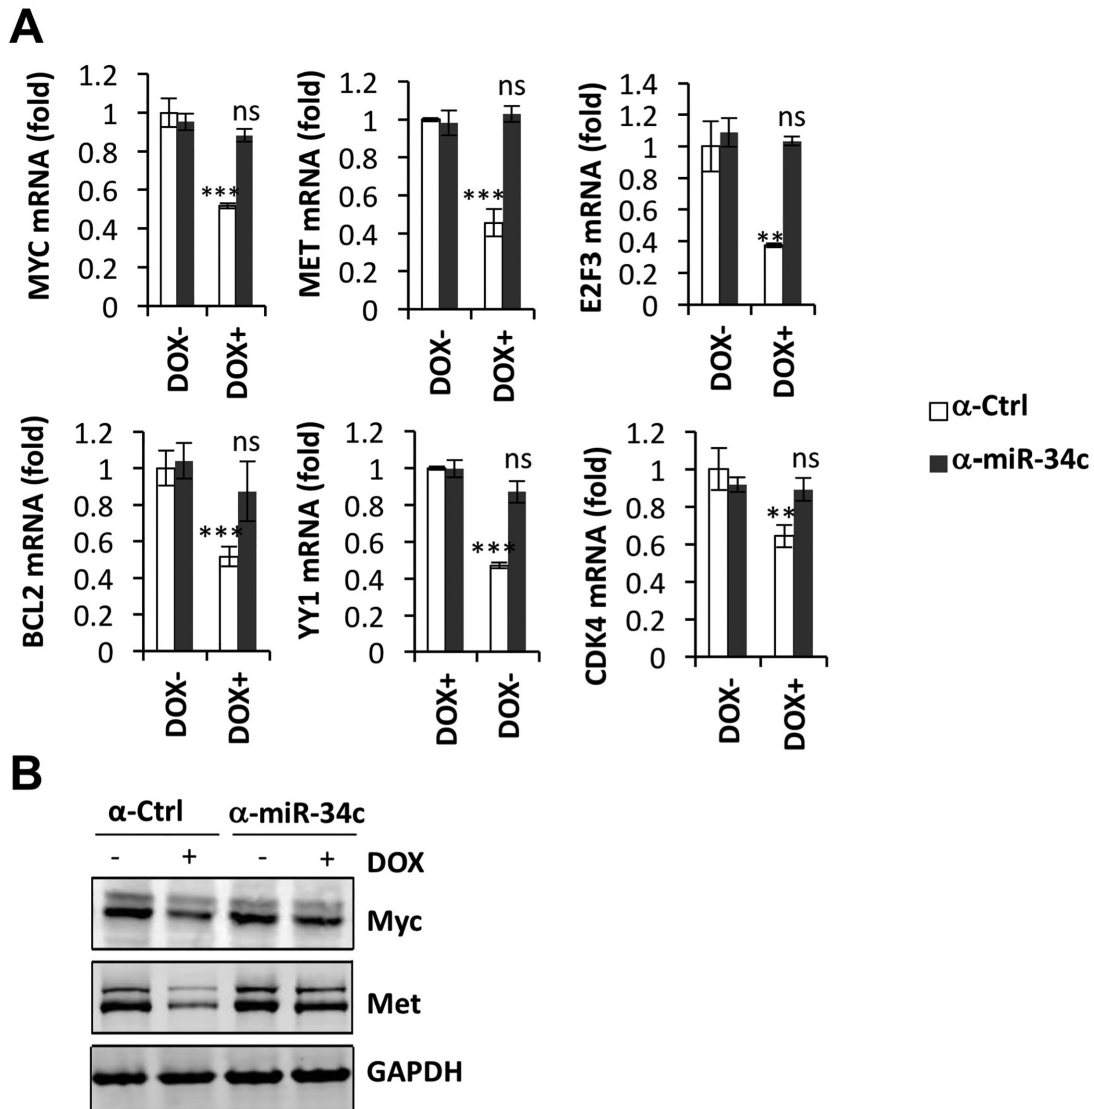 A
MYC mRNA (fold)
1.2
1
0.8
0.6
0.4
0.2
0
***
ns
DOX-
DOX+
MET mRNA (fold)
1.2
1
0.8
0.6
0.4
0.2
0
***
ns
DOX-
DOX+
E2F3 mRNA (fold)
1.4
1.2
1
0.8
0.6
0.4
0.2
0
**
ns
DOX-
DOX+
BCL2 mRNA (fold)
1.2
1
0.8
0.6
0.4
0.2
0
***
ns
DOX-
DOX+
YY1 mRNA (fold)
1.2
1
0.8
0.6
0.4
0.2
0
***
ns
DOX+
DOX-
CDK4 mRNA (fold)
1.2
1
0.8
0.6
0.4
0.2
0
**
ns
DOX-
DOX+
α-Ctrl
α-miR-34c
B
α-Ctrl α-miR-34c
- + - + DOX
Myc
Met
GAPDH